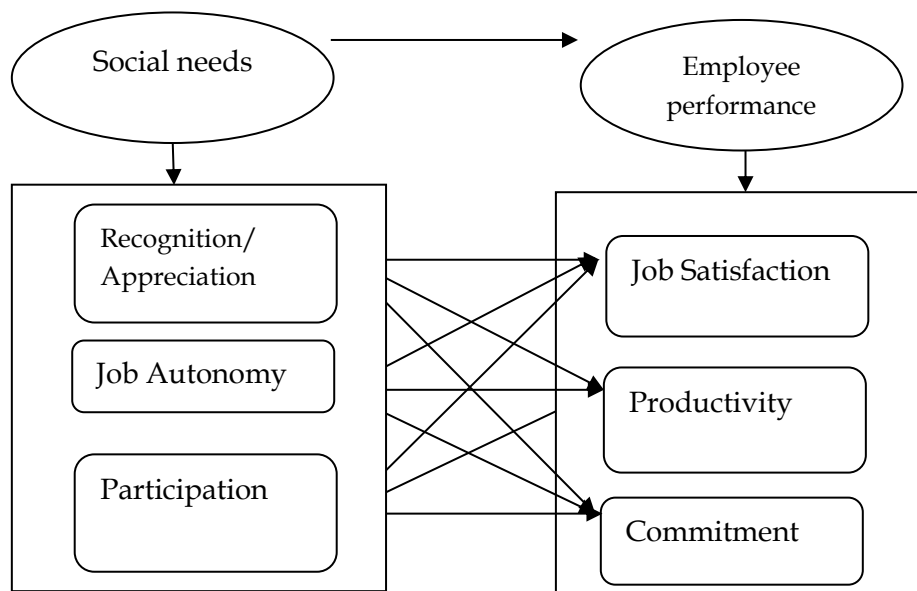 Social needs
Employee
performance
Recognition/
Appreciation
Job Autonomy
Participation
Job Satisfaction
Productivity
Commitment